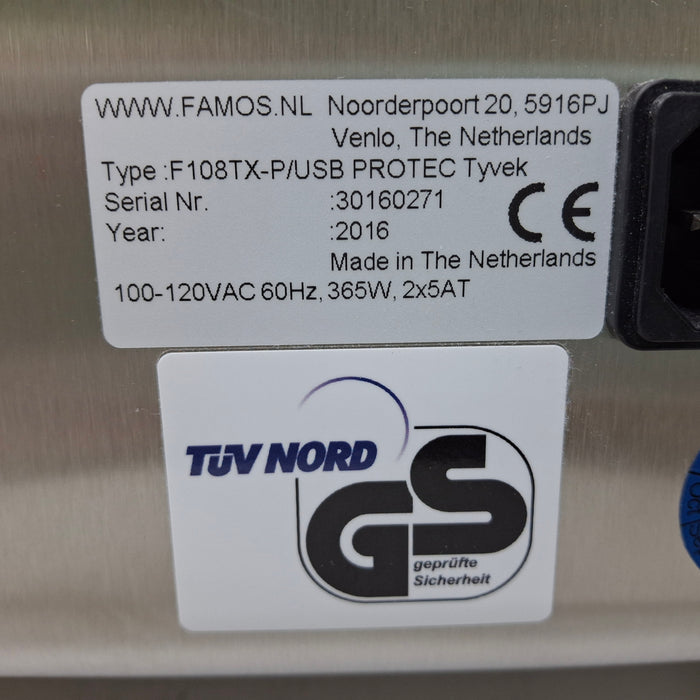 WWW.FAMOS.NL Noorderpoort 20, 5916PJ
Venlo, The Netherlands
Type :F108TX-P/USB PROTEC Tyvek
Serial Nr. :30160271
Year: :2016
CE
Made in The Netherlands
100-120VAC 60Hz, 365W, 2x5AT
TÜV NORD
GS
geprüfte
Sicherheit